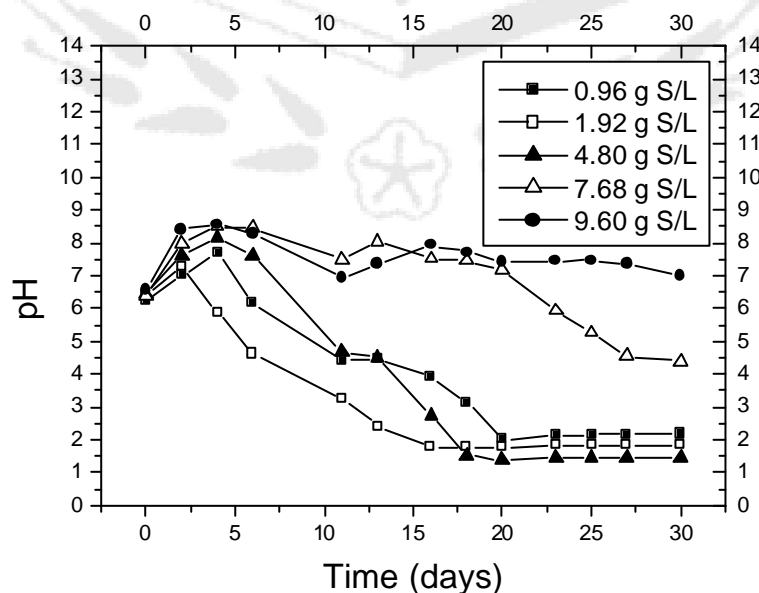 0 5 10 15 20 25 30
14 14
13 13
12 12
11 11
10 10
9 9
8 8
7 7
6 6
5 5
4 4
3 3
2 2
1 1
0 0
0.96 g S/L
1.92 g S/L
4.80 g S/L
7.68 g S/L
9.60 g S/L
pH
0 5 10 15 20 25 30
Time (days)